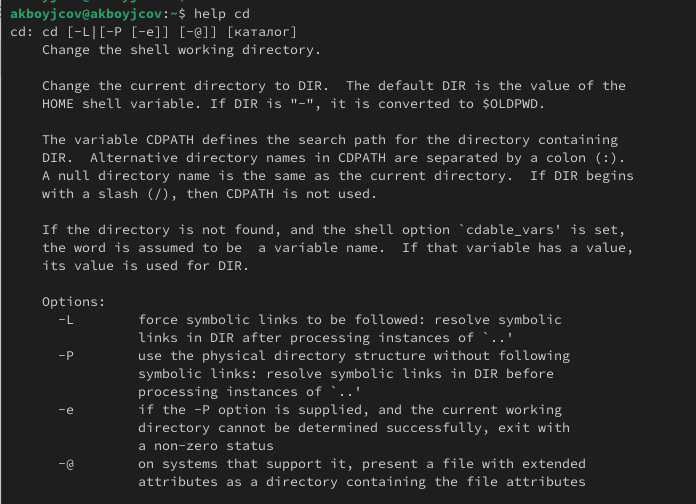 akboyjcov@akboyjcov:~$ help cd
cd: cd [-L|[-P [-e]] [-@]] [каталог]
Change the shell working directory.
Change the current directory to DIR.  The default DIR is the value of the
HOME shell variable. If DIR is "-", it is converted to $OLDPWD.
The variable CDPATH defines the search path for the directory containing
DIR.  Alternative directory names in CDPATH are separated by a colon (:).
A null directory name is the same as the current directory.  If DIR begins
with a slash (/), then CDPATH is not used.
If the directory is not found, and the shell option `cdable_vars' is set,
the word is assumed to be  a variable name.  If that variable has a value,
its value is used for DIR.
Options:
-L        force symbolic links to be followed: resolve symbolic
links in DIR after processing instances of `..'
-P        use the physical directory structure without following
symbolic links: resolve symbolic links in DIR before
processing instances of `..'
-e        if the -P option is supplied, and the current working
directory cannot be determined successfully, exit with
a non-zero status
-@        on systems that support it, present a file with extended
attributes as a directory containing the file attributes